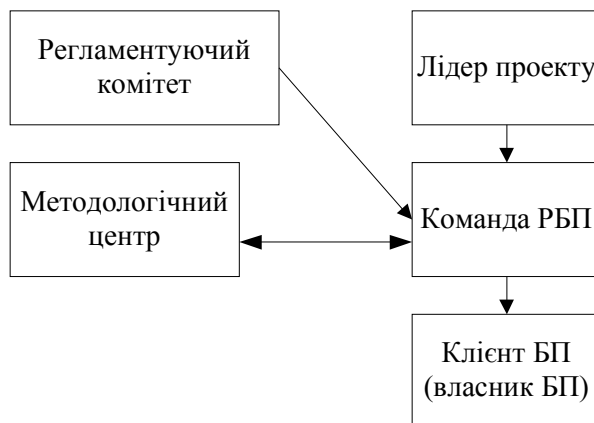 Регламентуючий
комітет
Лідер проекту
Методологічний
центр
Команда РБП
Клієнт БП
(власник БП)